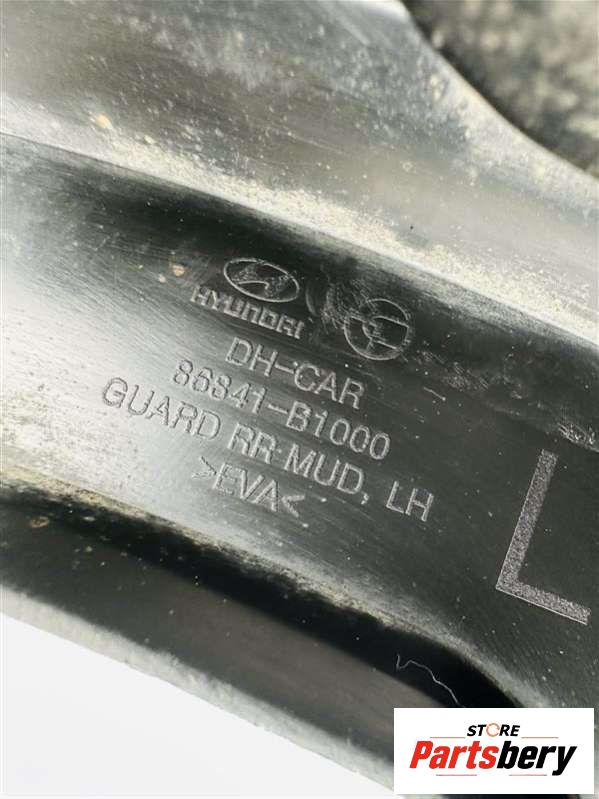 HYUNDAI
DH-CAR
86841-B1000
GUARD RR-MUD, LH
>EVA<
L
STORE
Partsbery